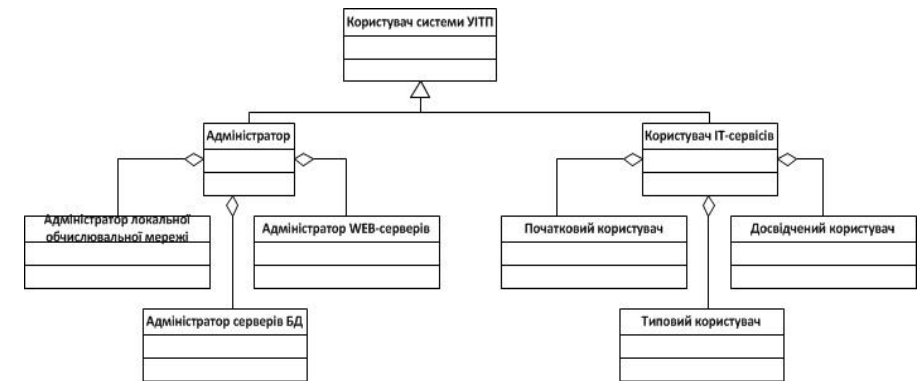 Користувач системи УІТП
Адміністратор
Користувач ІТ-сервісів
Адміністратор локальної
обчислювальної мережі
Адміністратор WEB-серверів
Початковий користувач
Досвідчений користувач
Адміністратор серверів БД
Типовий користувач